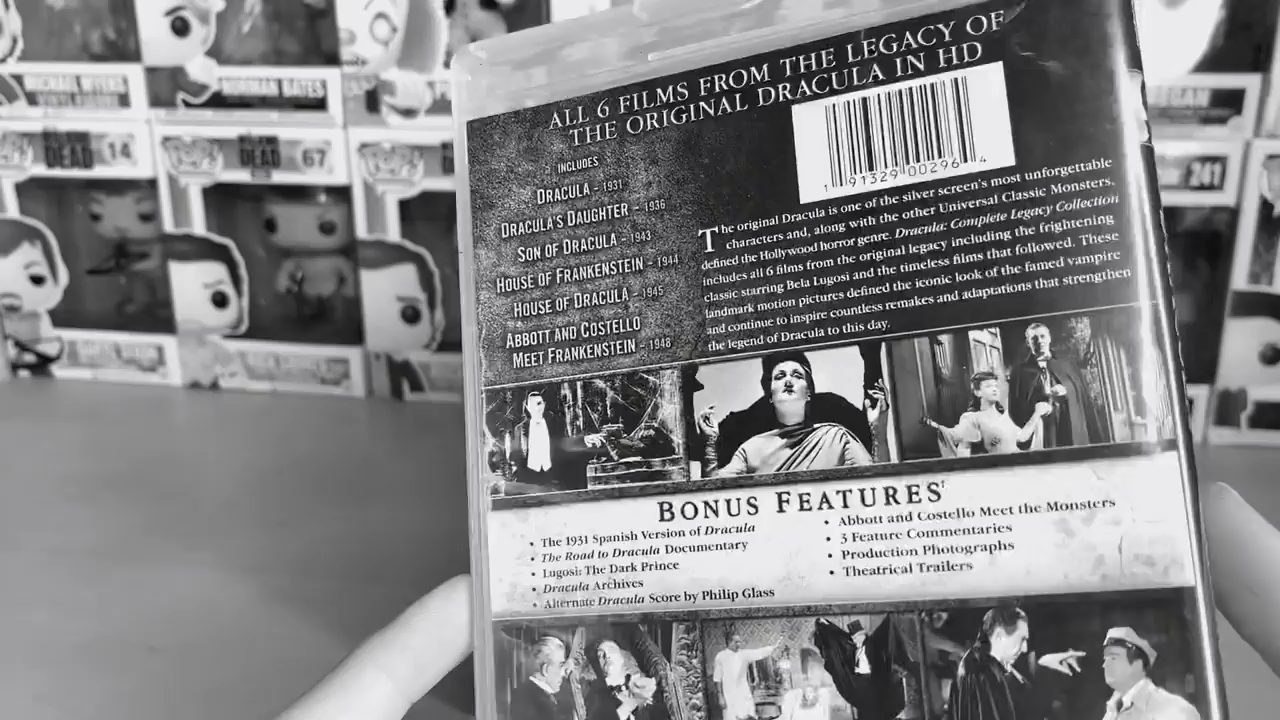 MICHAEL MYERS
NORMAN BATES
DEAD 14
DEAD 67
POP!
241
ALL 6 FILMS FROM THE LEGACY OF
THE ORIGINAL DRACULA IN HD
INCLUDES
DRACULA - 1931
DRACULA'S DAUGHTER - 1936
SON OF DRACULA - 1943
HOUSE OF FRANKENSTEIN - 1944
HOUSE OF DRACULA - 1945
ABBOTT AND COSTELLO
MEET FRANKENSTEIN - 1948
1 91329 00296 4
The original Dracula is one of the silver screen's most unforgettable
characters and, along with the other Universal Classic Monsters,
defined the Hollywood horror genre. Dracula: Complete Legacy Collection
includes all 6 films from the original legacy including the frightening
classic starring Bela Lugosi and the timeless films that followed. These
landmark motion pictures defined the iconic look of the famed vampire
and continue to inspire countless remakes and adaptations that strengthen
the legend of Dracula to this day.
BONUS FEATURES
• The 1931 Spanish Version of Dracula
• The Road to Dracula Documentary
• Lugosi: The Dark Prince
• Dracula Archives
• Alternate Dracula Score by Philip Glass
• Abbott and Costello Meet the Monsters
• 3 Feature Commentaries
• Production Photographs
• Theatrical Trailers